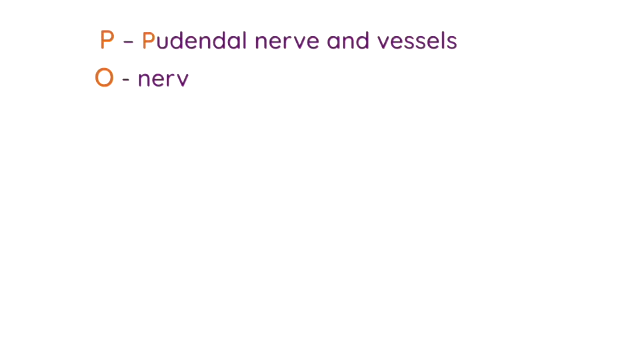 P – Pudendal nerve and vessels
O - nerv